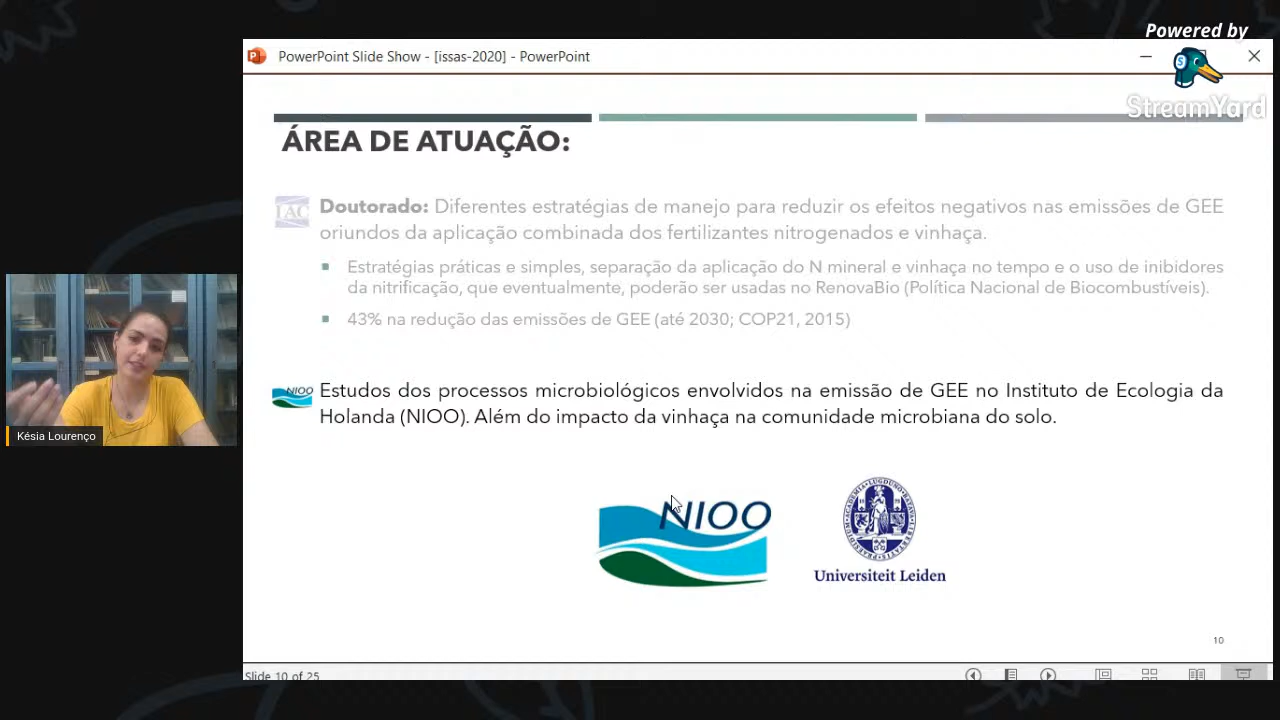 Powered by
StreamYard
PowerPoint Slide Show - [issas-2020] - PowerPoint
ÁREA DE ATUAÇÃO:
IAC
Doutorado: Diferentes estratégias de manejo para reduzir os efeitos negativos nas emissões de GEE
oriundos da aplicação combinada dos fertilizantes nitrogenados e vinhaça.
Estratégias práticas e simples, separação da aplicação do N mineral e vinhaça no tempo e o uso de inibidores
da nitrificação, que eventualmente, poderão ser usadas no RenovaBio (Política Nacional de Biocombustíveis).
43% na redução das emissões de GEE (até 2030; COP21, 2015)
NIOO
Estudos dos processos microbiológicos envolvidos na emissão de GEE no Instituto de Ecologia da
Holanda (NIOO). Além do impacto da vinhaça na comunidade microbiana do solo.
Késia Lourenço
NIOO
Universiteit Leiden
10
Slide 10 of 25